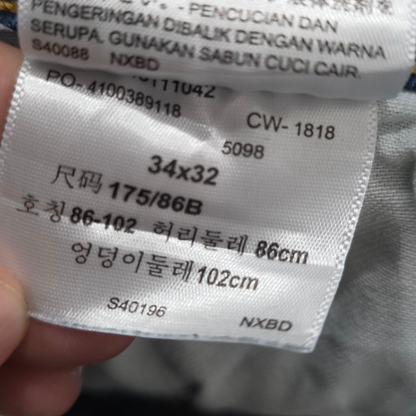 - PENCUCIAN DAN
PENGERINGAN DIBALIK DENGAN WARNA
SERUPA. GUNAKAN SABUN CUCI CAIR.
S40088 NXBD
PO- 4100389118
CW- 1818
5098
34x32
尺码 175/86B
호칭 86-102 허리둘레 86cm
엉덩이둘레 102cm
S40196 NXBD